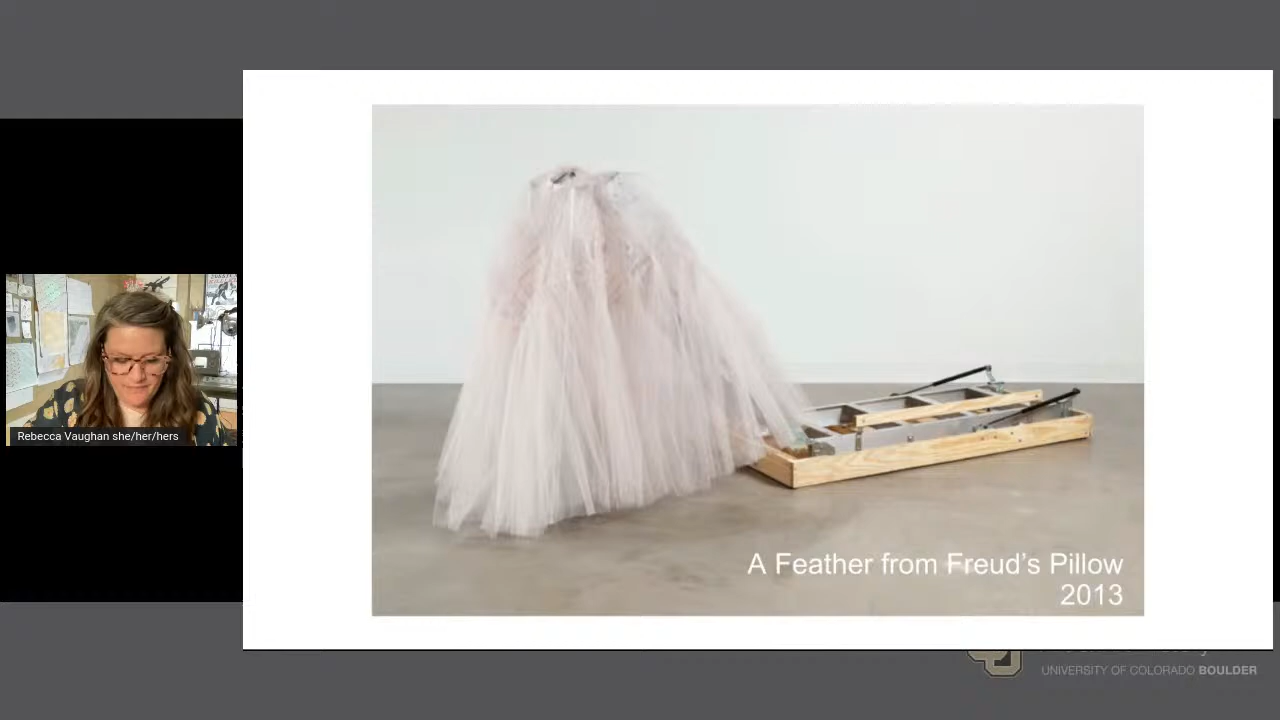 Rebecca Vaughan she/her/hers
A Feather from Freud's Pillow
2013
UNIVERSITY OF COLORADO BOULDER